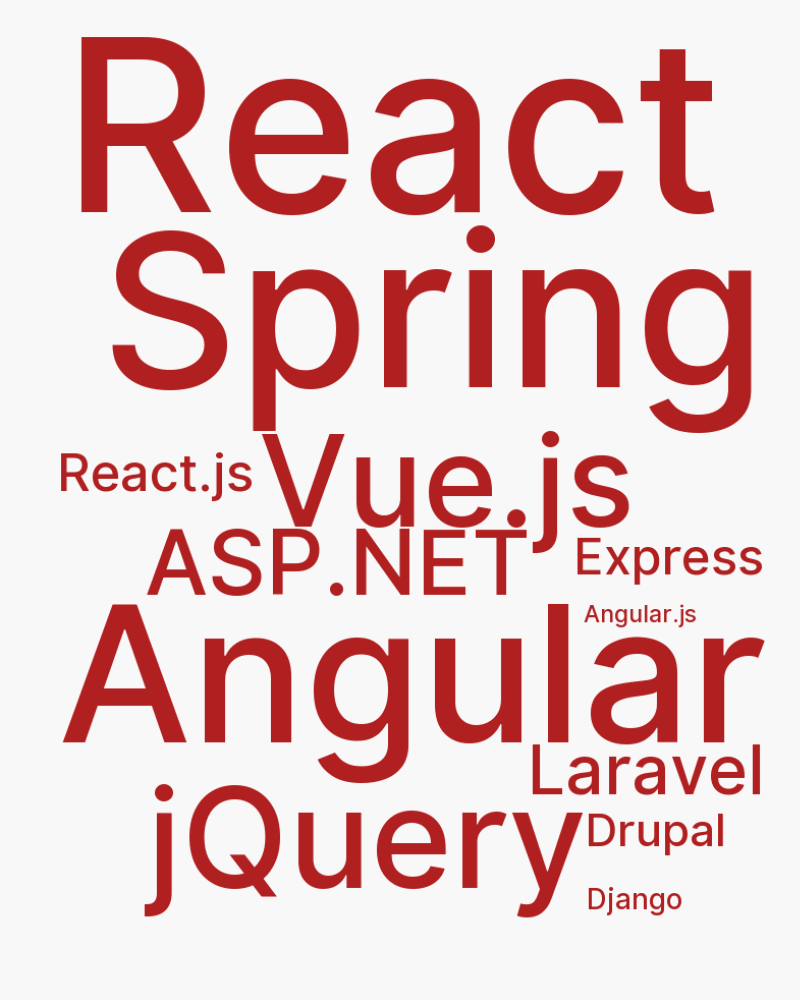 React
Spring
React.js Vue.js
ASP.NET Express
Angular.js
Angular
Laravel
jQuery Drupal
Django